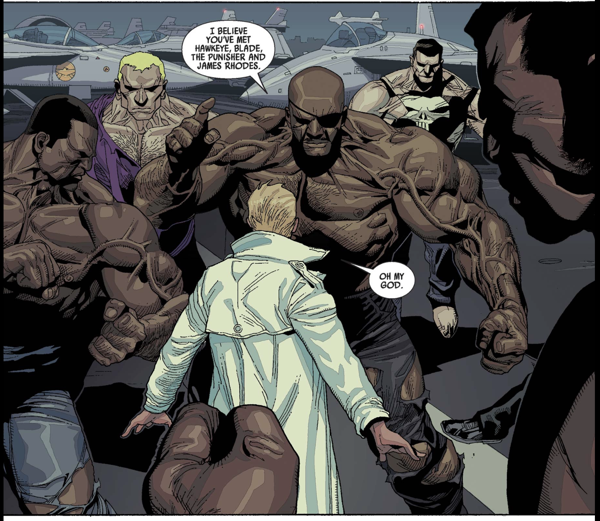 I BELIEVE
YOU'VE MET
HAWKEYE, BLADE,
THE PUNISHER AND
JAMES RHODES.
OH MY
GOD.